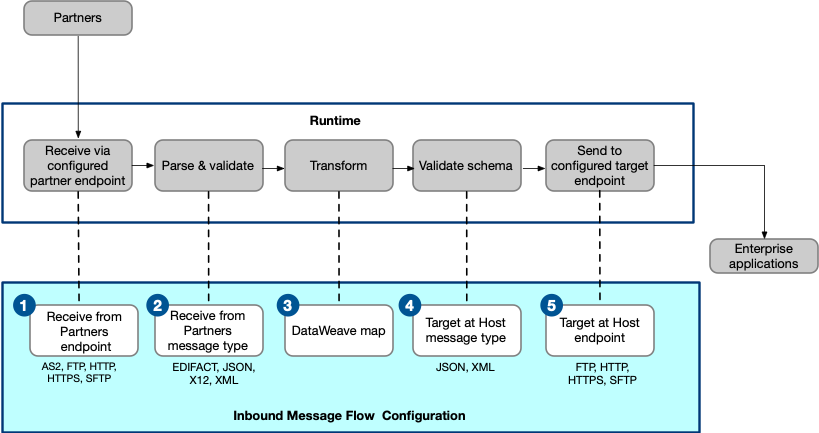 Partners
Runtime
Receive via
configured
partner endpoint
Parse & validate
Transform
Validate schema
Send to
configured target
endpoint
Enterprise
applications
1
Receive from
Partners
endpoint
AS2, FTP, HTTP,
HTTPS, SFTP
2
Receive from
Partners
message type
EDIFACT, JSON,
X12, XML
3
DataWeave map
4
Target at Host
message type
JSON, XML
5
Target at Host
endpoint
FTP, HTTP,
HTTPS, SFTP
Inbound Message Flow Configuration